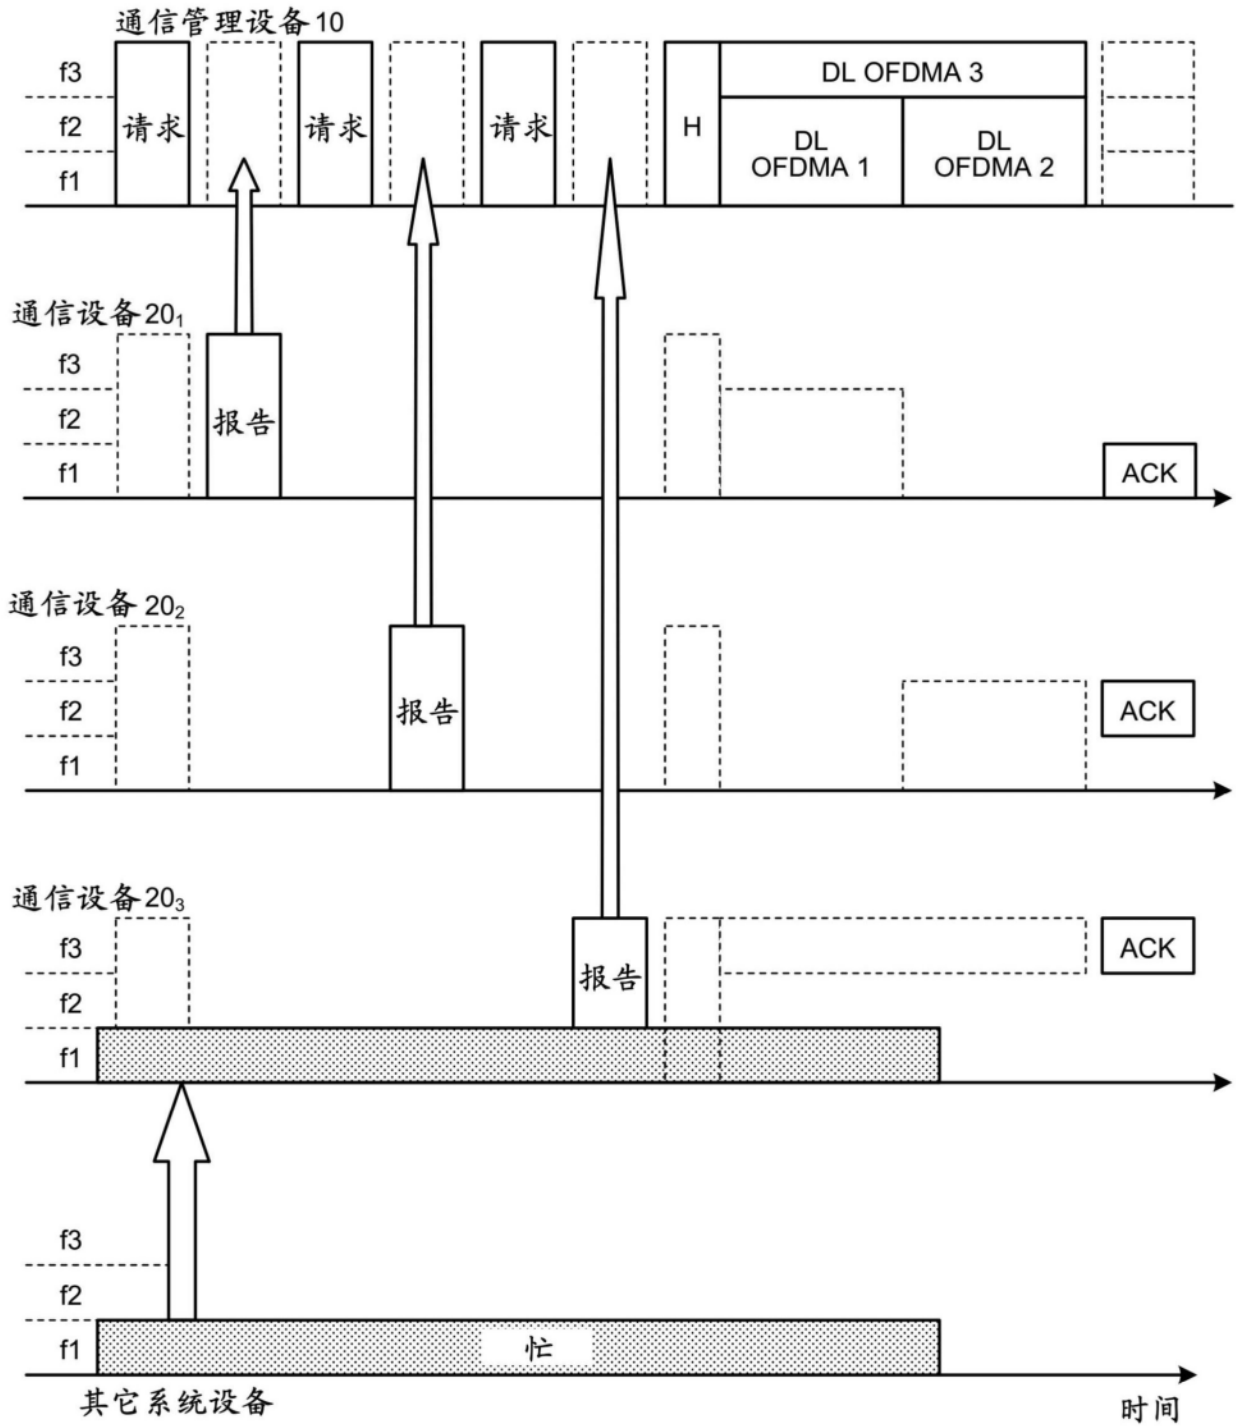 通信管理设备10
f3
f2
f1
请求
请求
请求
H
DL OFDMA 3
DL
OFDMA 1
DL
OFDMA 2
通信设备20₁
f3
f2
f1
报告
ACK
通信设备20₂
f3
f2
f1
报告
ACK
通信设备20₃
f3
f2
f1
报告
ACK
f3
f2
f1
忙
其它系统设备
时间